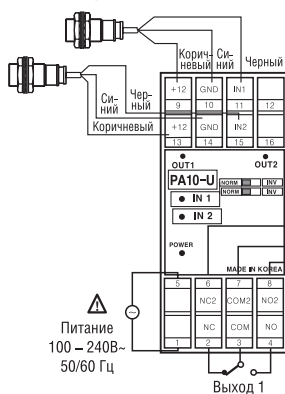 Корич-
невый
Си-
ний
Черный
Си-
ний
Чер-
ный
Коричневый
+12 GND IN1
9 10 11 12
+12 GND IN2
13 14 15 16
OUT1 OUT2
PA10-U
NORM INV
NORM INV
IN 1
IN 2
POWER
MADE IN KOREA
5 6 7 8
NC2 COM2 NO2
NC COM NO
1 2 3 4
Питание
100 – 240В~
50/60 Гц
Выход 1